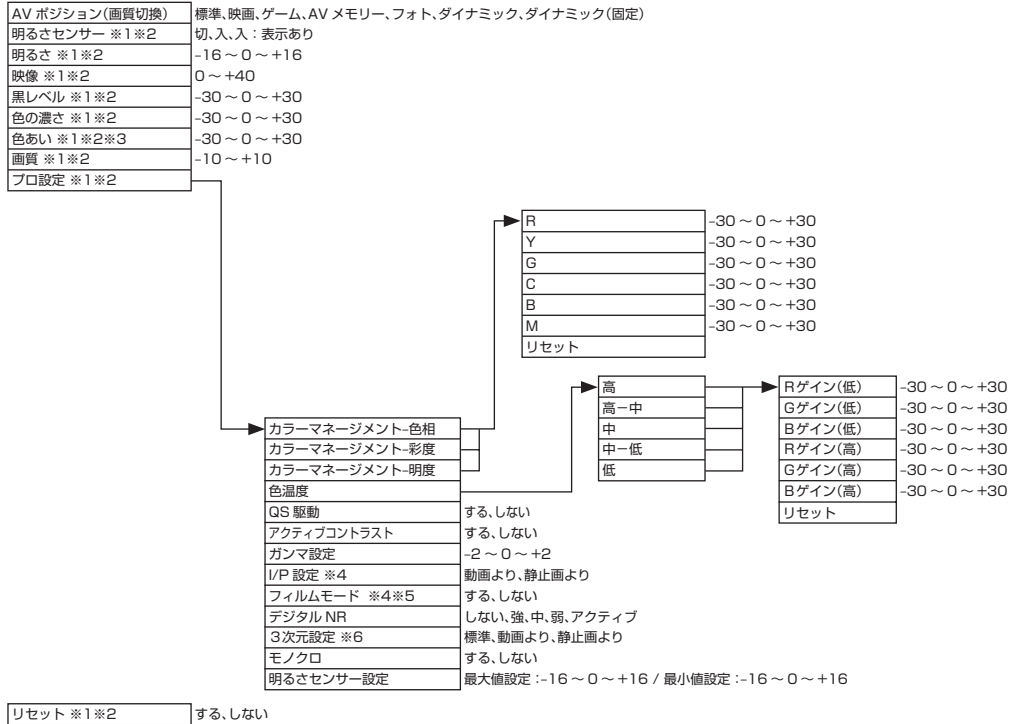 AV ポジション（画質切換） 標準、映画、ゲーム、AV メモリー、フォト、ダイナミック、ダイナミック（固定）
明るさセンサー ※1※2 切、入、入：表示あり
明るさ ※1※2 –16～0～+16
映像 ※1※2 0～+40
黒レベル ※1※2 –30～0～+30
色の濃さ ※1※2 –30～0～+30
色あい ※1※2※3 –30～0～+30
画質 ※1※2 –10～+10
プロ設定 ※1※2
R –30～0～+30
Y –30～0～+30
G –30～0～+30
C –30～0～+30
B –30～0～+30
M –30～0～+30
リセット
高
高－中
中
中－低
低
Rゲイン（低） –30～0～+30
Gゲイン（低） –30～0～+30
Bゲイン（低） –30～0～+30
Rゲイン（高） –30～0～+30
Gゲイン（高） –30～0～+30
Bゲイン（高） –30～0～+30
リセット
カラーマネージメント–色相
カラーマネージメント–彩度
カラーマネージメント–明度
色温度
QS 駆動 する、しない
アクティブコントラスト する、しない
ガンマ設定 –2～0～+2
I/P 設定 ※4 動画より、静止画より
フィルムモード ※4※5 する、しない
デジタル NR しない、強、中、弱、アクティブ
3次元設定 ※6 標準、動画より、静止画より
モノクロ する、しない
明るさセンサー設定 最大値設定：–16～0～+16 / 最小値設定：–16～0～+16
リセット ※1※2 する、しない